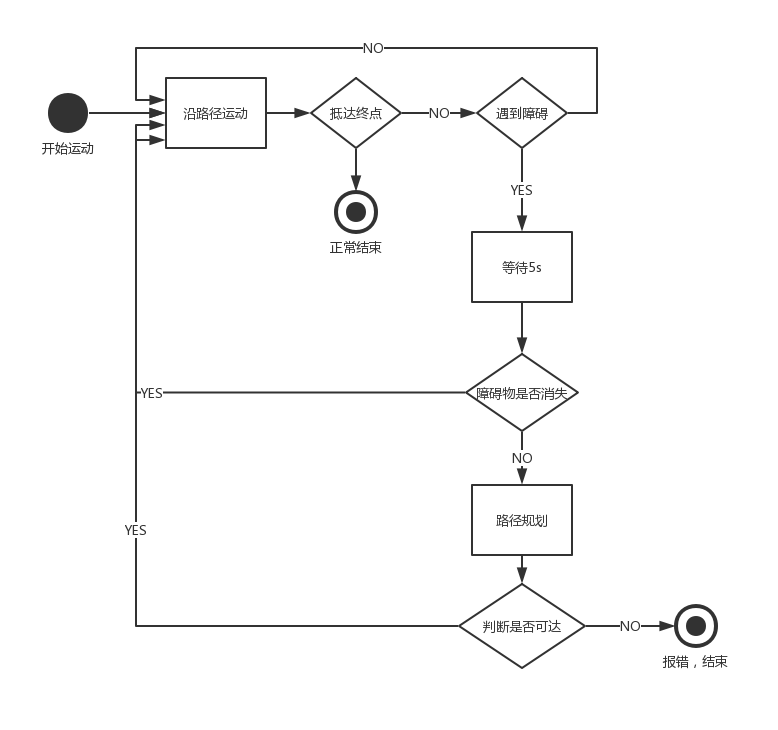 NO
沿路径运动
抵达终点
NO
遇到障碍
开始运动
YES
正常结束
等待5s
YES
障碍物是否消失
NO
路径规划
YES
判断是否可达
NO
报错，结束